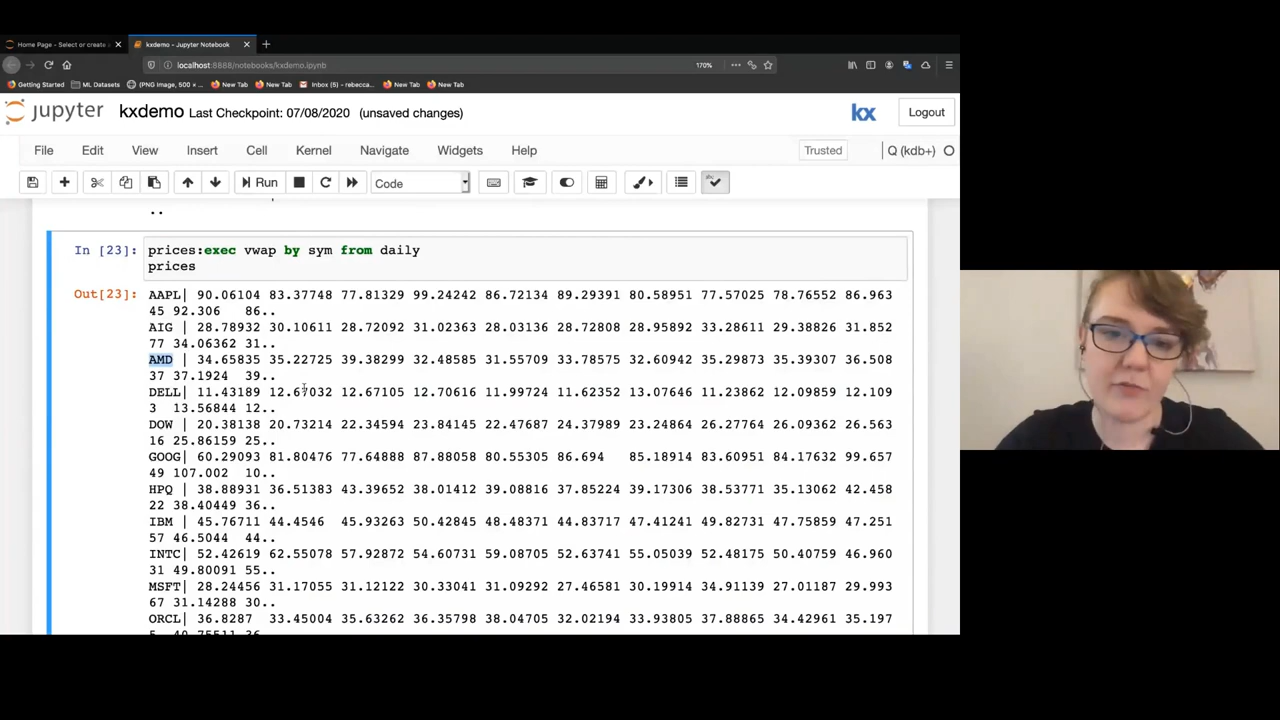 Home Page - Select or create
kxdemo - Jupyter Notebook
localhost:8888/notebooks/kxdemo.ipynb
170%
Getting Started ML Datasets (PNG Image, 500 × ... New Tab New Tab Inbox (5) - rebecca... New Tab New Tab
jupyter kxdemo Last Checkpoint: 07/08/2020 (unsaved changes) kx Logout
File Edit View Insert Cell Kernel Navigate Widgets Help Trusted Q (kdb+)
Run Code
..
In [23]: prices:exec vwap by sym from daily
prices
Out[23]: AAPL| 90.06104 83.37748 77.81329 99.24242 86.72134 89.29391 80.58951 77.57025 78.76552 86.963
45 92.306 86..
AIG | 28.78932 30.10611 28.72092 31.02363 28.03136 28.72808 28.95892 33.28611 29.38826 31.852
77 34.06362 31..
AMD | 34.65835 35.22725 39.38299 32.48585 31.55709 33.78575 32.60942 35.29873 35.39307 36.508
37 37.1924 39..
DELL| 11.43189 12.67032 12.67105 12.70616 11.99724 11.62352 13.07646 11.23862 12.09859 12.109
3 13.56844 12..
DOW | 20.38138 20.73214 22.34594 23.84145 22.47687 24.37989 23.24864 26.27764 26.09362 26.563
16 25.86159 25..
GOOG| 60.29093 81.80476 77.64888 87.88058 80.55305 86.694 85.18914 83.60951 84.17632 99.657
49 107.002 10..
HPQ | 38.88931 36.51383 43.39652 38.01412 39.08816 37.85224 39.17306 38.53771 35.13062 42.458
22 38.40449 36..
IBM | 45.76711 44.4546 45.93263 50.42845 48.48371 44.83717 47.41241 49.82731 47.75859 47.251
57 46.5044 44..
INTC| 52.42619 62.55078 57.92872 54.60731 59.08705 52.63741 55.05039 52.48175 50.40759 46.960
31 49.80091 55..
MSFT| 28.24456 31.17055 31.12122 30.33041 31.09292 27.46581 30.19914 34.91139 27.01187 29.993
67 31.14288 30..
ORCL| 36.8287 33.45004 35.63262 36.35798 38.04705 32.02194 33.93805 37.88865 34.42961 35.197